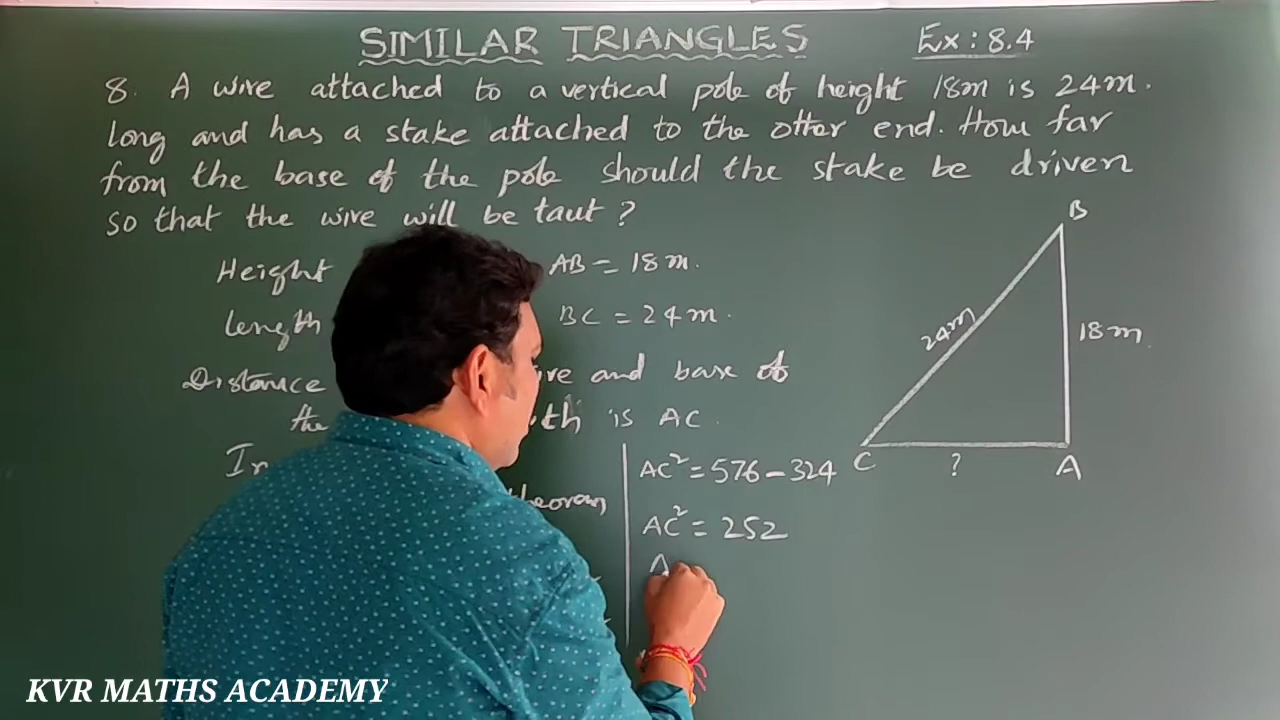 SIMILAR TRIANGLES Ex: 8.4
8. A wire attached to a vertical pole of height 18m is 24m.
long and has a stake attached to the other end. How far
from the base of the pole should the stake be driven
so that the wire will be taut ?
Height AB = 18m.
Length BC = 24m.
Distance and base of
the is AC.
In
theorem
AC² = 576 - 324
AC² = 252
A
B
24m
18m
C ? A
KVR MATHS ACADEMY